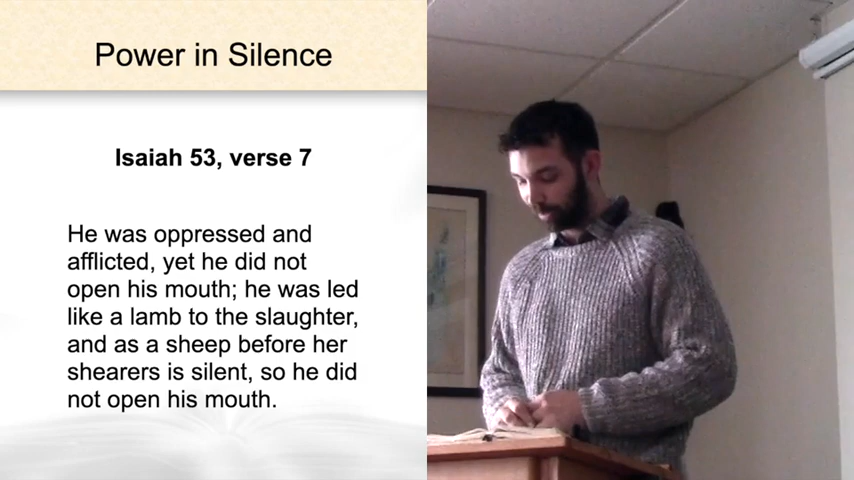 Power in Silence
Isaiah 53, verse 7
He was oppressed and
afflicted, yet he did not
open his mouth; he was led
like a lamb to the slaughter,
and as a sheep before her
shearers is silent, so he did
not open his mouth.